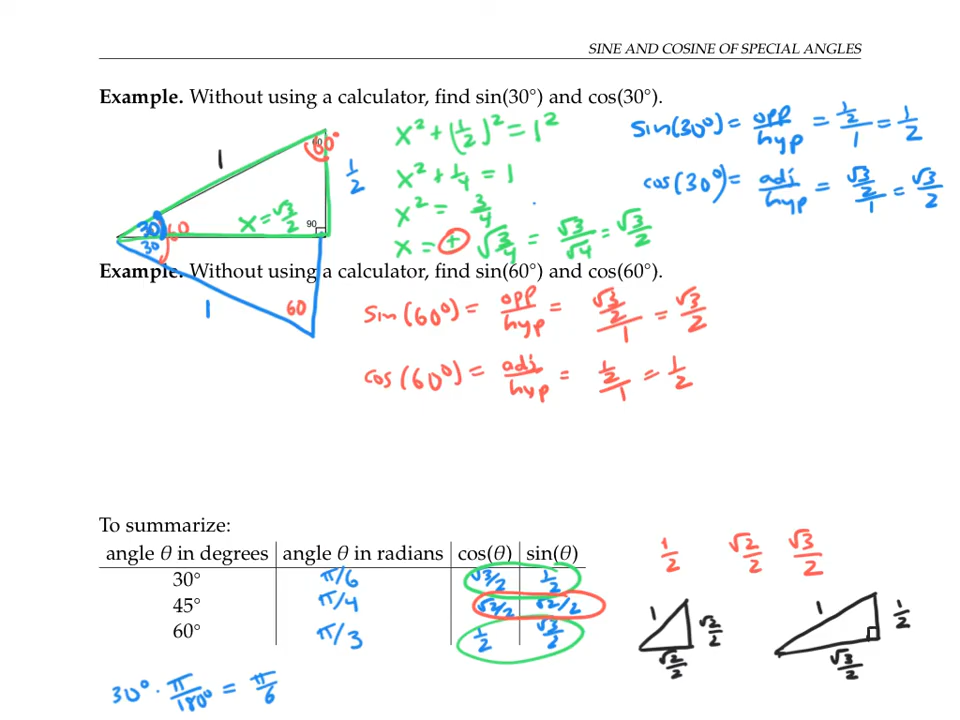 SINE AND COSINE OF SPECIAL ANGLES
Example. Without using a calculator, find sin(30°) and cos(30°).
1
60
60°
1/2
30
60
30
x = √3/2
90
1
60
x² + (1/2)² = 1²
x² + 1/4 = 1
x² = 3/4
x = + √3/4 = √3/√4 = √3/2
sin(30°) = opp/hyp = 1/2/1 = 1/2
cos(30°) = adj/hyp = √3/2/1 = √3/2
Example. Without using a calculator, find sin(60°) and cos(60°).
sin(60°) = opp/hyp = √3/2/1 = √3/2
cos(60°) = adj/hyp = 1/2/1 = 1/2
To summarize:
angle θ in degrees angle θ in radians cos(θ) sin(θ)
30° π/6 √3/2 1/2
45° π/4 √2/2 √2/2
60° π/3 1/2 √3/2
30° · π/180° = π/6
1/2 √2/2 √3/2
1 √2/2
√2/2
1 1/2
√3/2